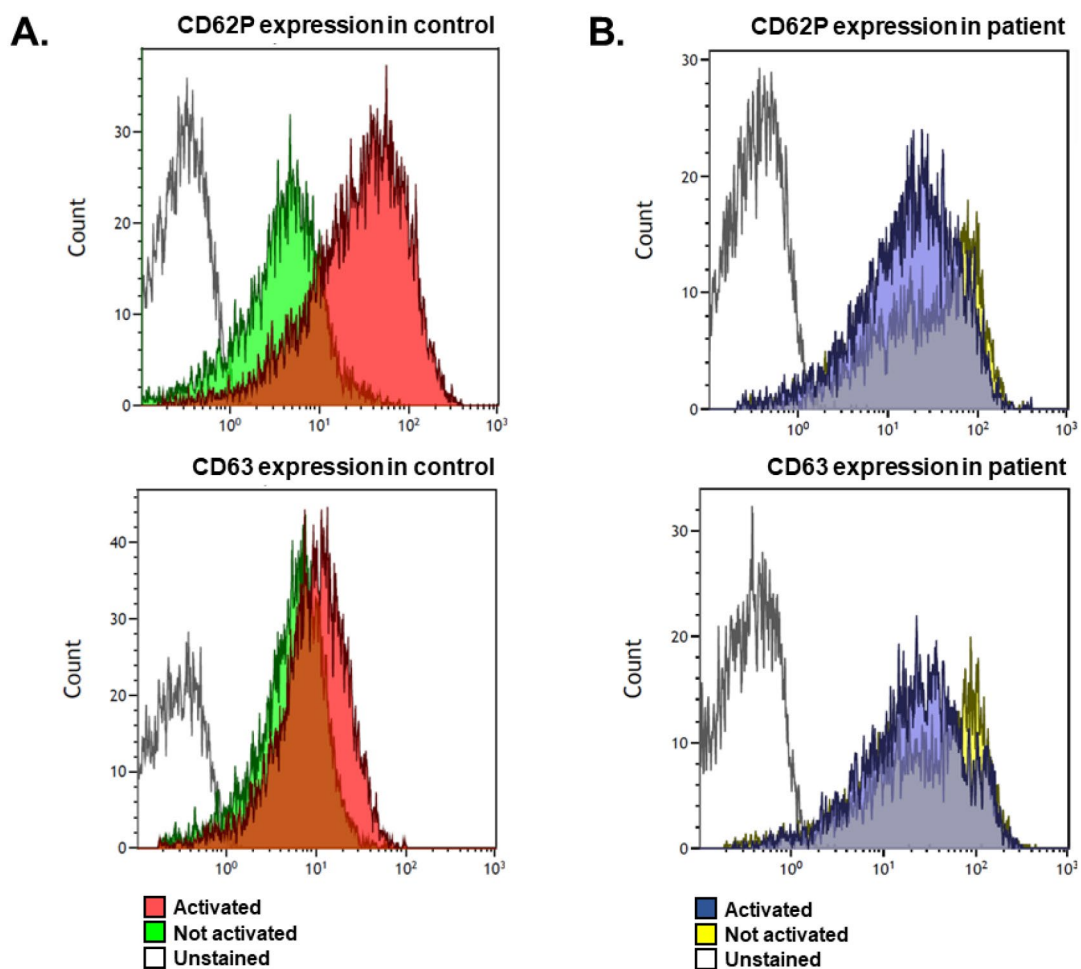 A.
CD62P expression in control
Count
30
20
10
0
10⁰ 10¹ 10² 10³
CD63 expression in control
Count
40
30
20
10
0
10⁰ 10¹ 10² 10³
Activated
Not activated
Unstained
B.
CD62P expression in patient
Count
30
20
10
0
10⁰ 10¹ 10² 10³
CD63 expression in patient
Count
30
20
10
0
10⁰ 10¹ 10² 10³
Activated
Not activated
Unstained